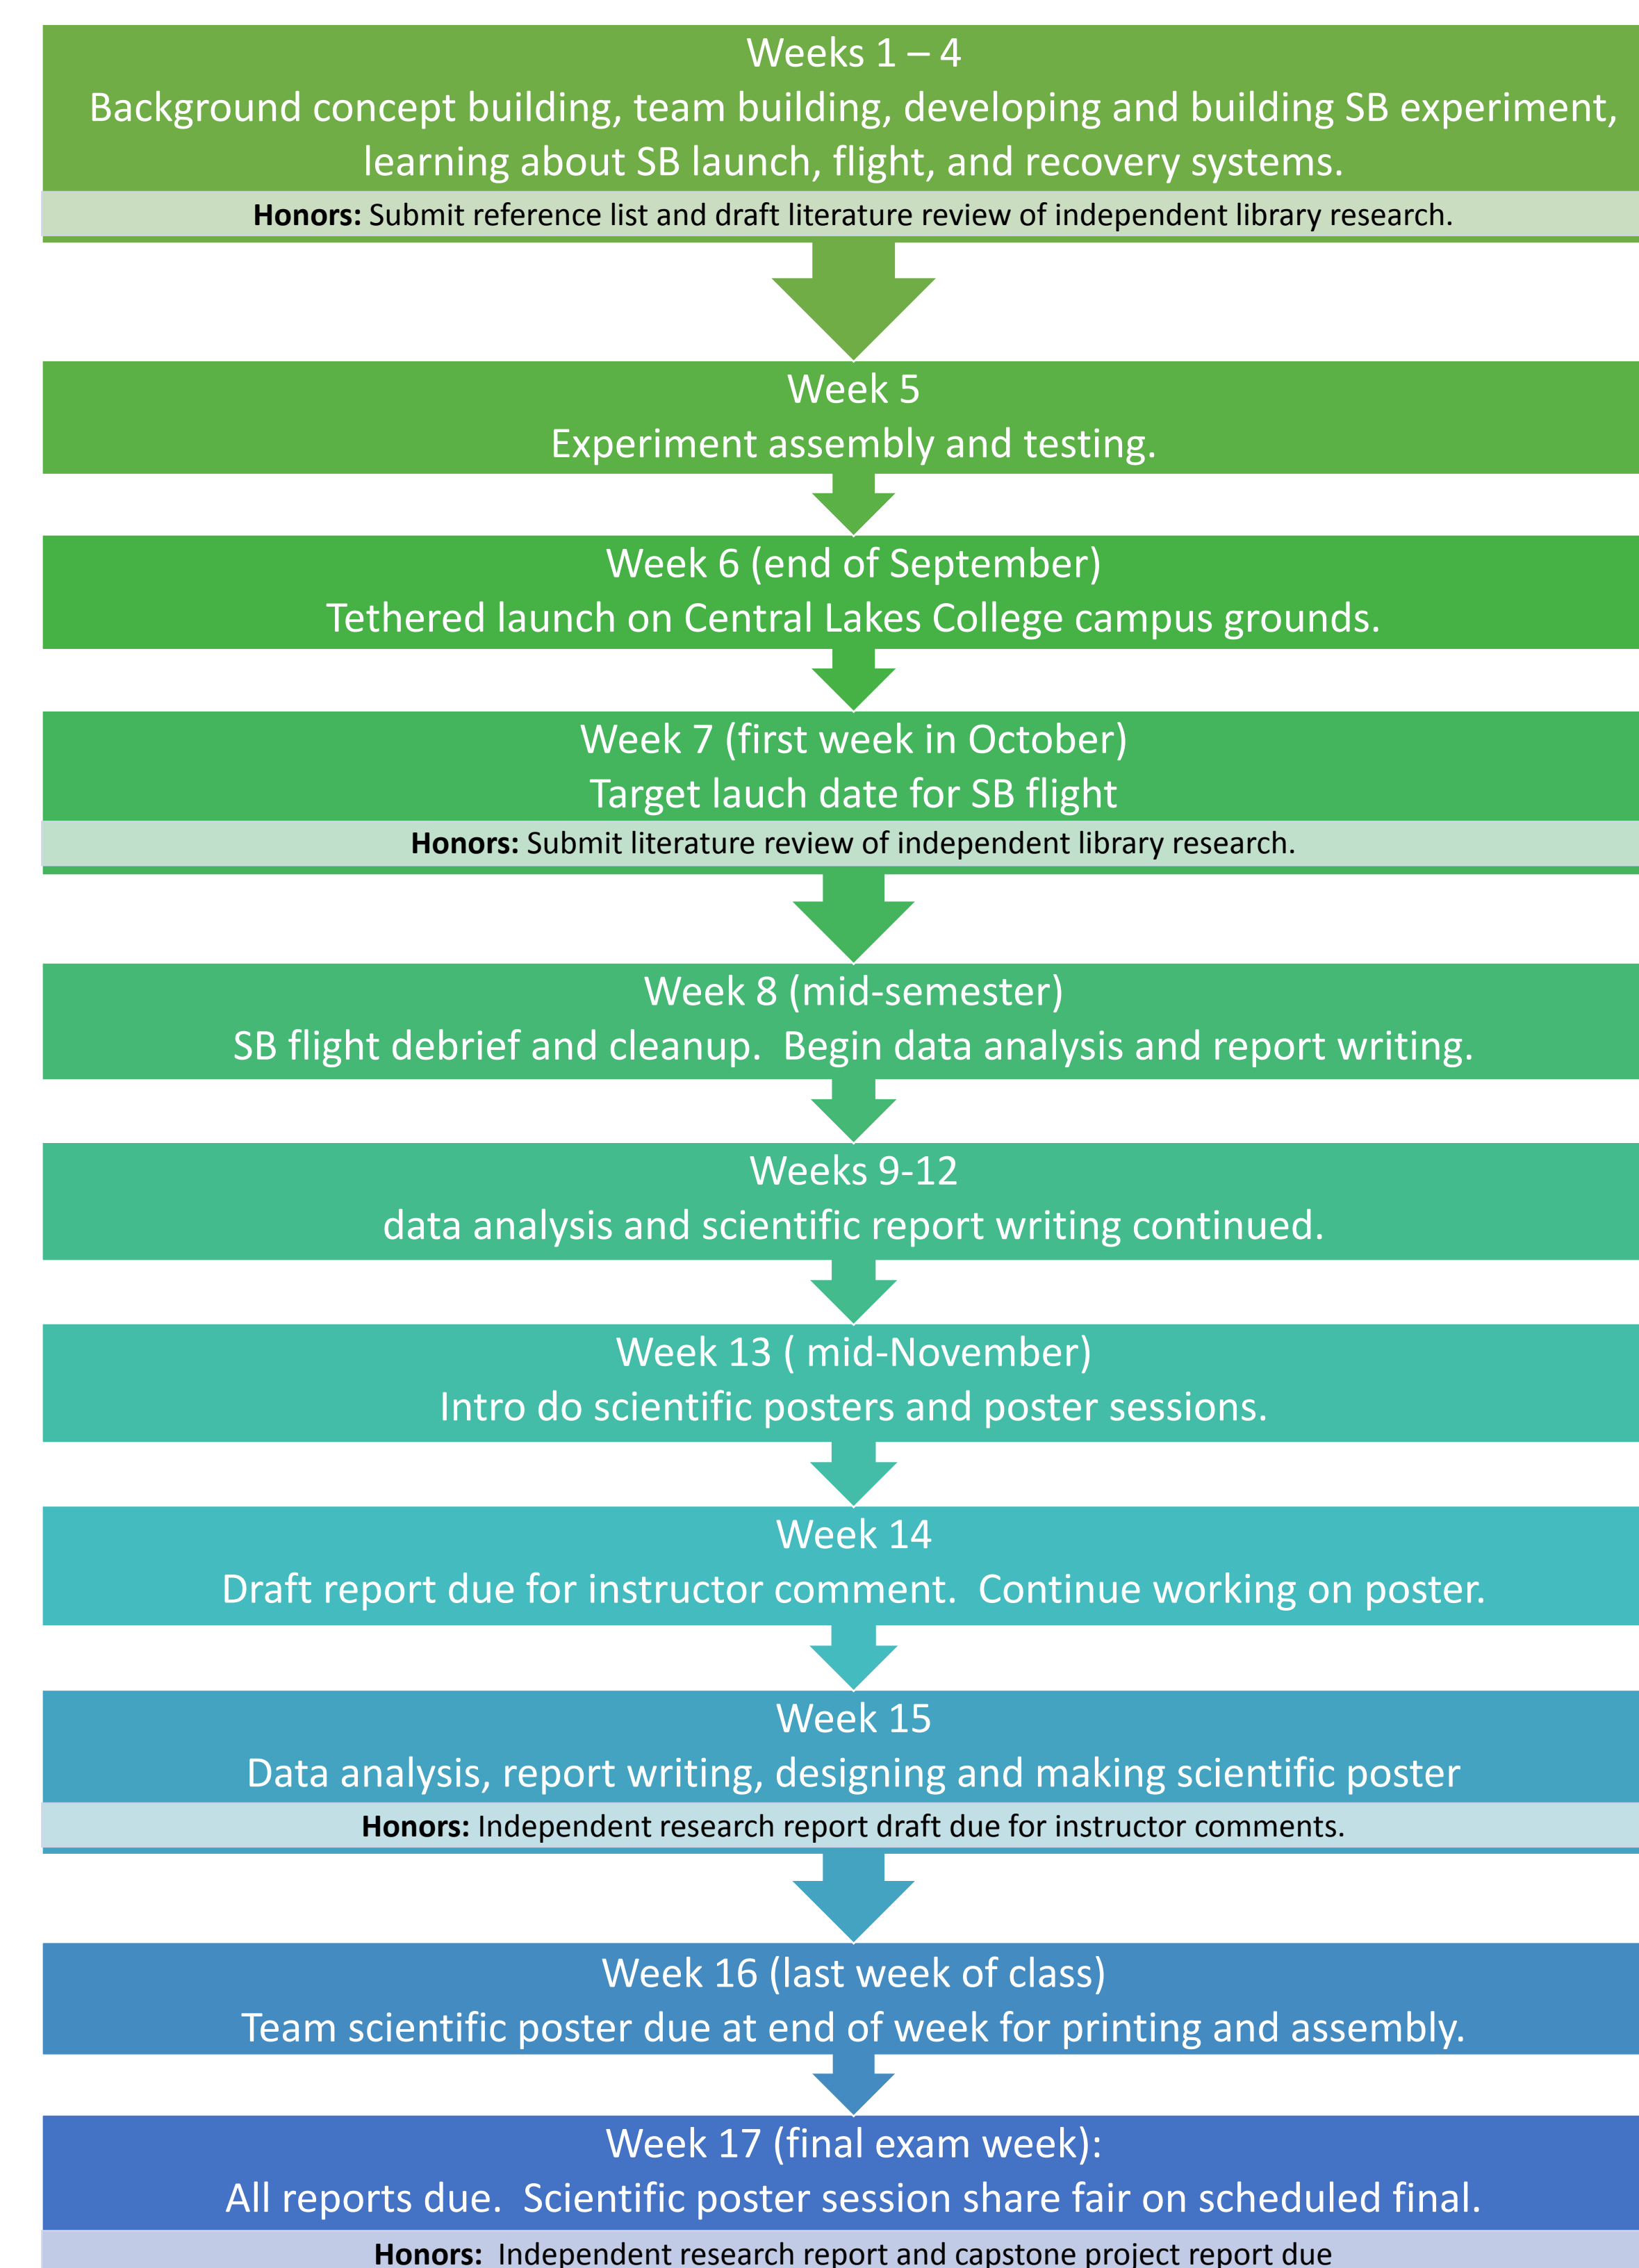 Weeks 1 – 4
Background concept building, team building, developing and building SB experiment,
learning about SB launch, flight, and recovery systems.
Honors: Submit reference list and draft literature review of independent library research.
Week 5
Experiment assembly and testing.
Week 6 (end of September)
Tethered launch on Central Lakes College campus grounds.
Week 7 (first week in October)
Target lauch date for SB flight
Honors: Submit literature review of independent library research.
Week 8 (mid-semester)
SB flight debrief and cleanup.  Begin data analysis and report writing.
Weeks 9-12
data analysis and scientific report writing continued.
Week 13 ( mid-November)
Intro do scientific posters and poster sessions.
Week 14
Draft report due for instructor comment.  Continue working on poster.
Week 15
Data analysis, report writing, designing and making scientific poster
Honors: Independent research report draft due for instructor comments.
Week 16 (last week of class)
Team scientific poster due at end of week for printing and assembly.
Week 17 (final exam week):
All reports due.  Scientific poster session share fair on scheduled final.
Honors:  Independent research report and capstone project report due